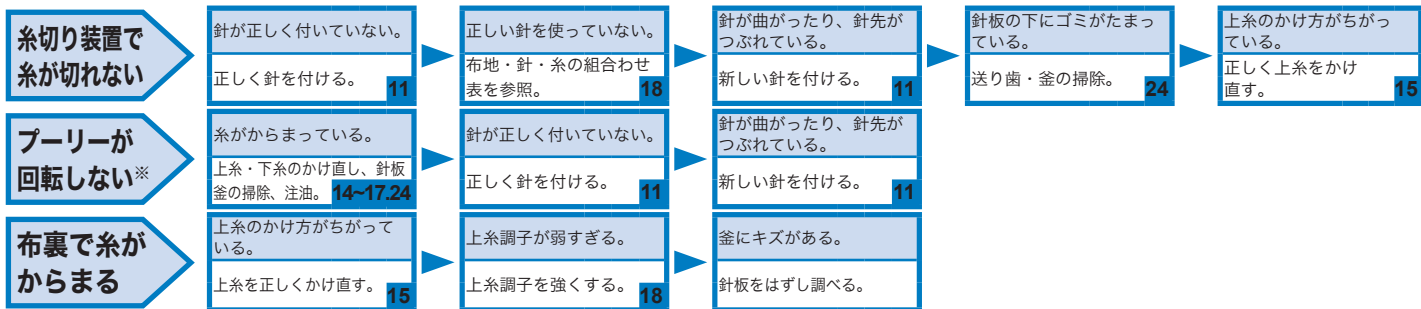 糸切り装置で
糸が切れない
針が正しく付いていない。
正しく針を付ける。
11
正しい針を使っていない。
布地・針・糸の組合わせ
表を参照。
18
針が曲がったり、針先が
つぶれている。
新しい針を付ける。
11
針板の下にゴミがたまっ
ている。
送り歯・釜の掃除。
24
上糸のかけ方がちがっ
ている。
正しく上糸をかけ
直す。
15
プーリーが
回転しない※
糸がからまっている。
上糸・下糸のかけ直し、針板
釜の掃除、注油。
14~17.24
針が正しく付いていない。
正しく針を付ける。
11
針が曲がったり、針先が
つぶれている。
新しい針を付ける。
11
布裏で糸が
からまる
上糸のかけ方がちがって
いる。
上糸を正しくかけ直す。
15
上糸調子が弱すぎる。
上糸調子を強くする。
18
釜にキズがある。
針板をはずし調べる。